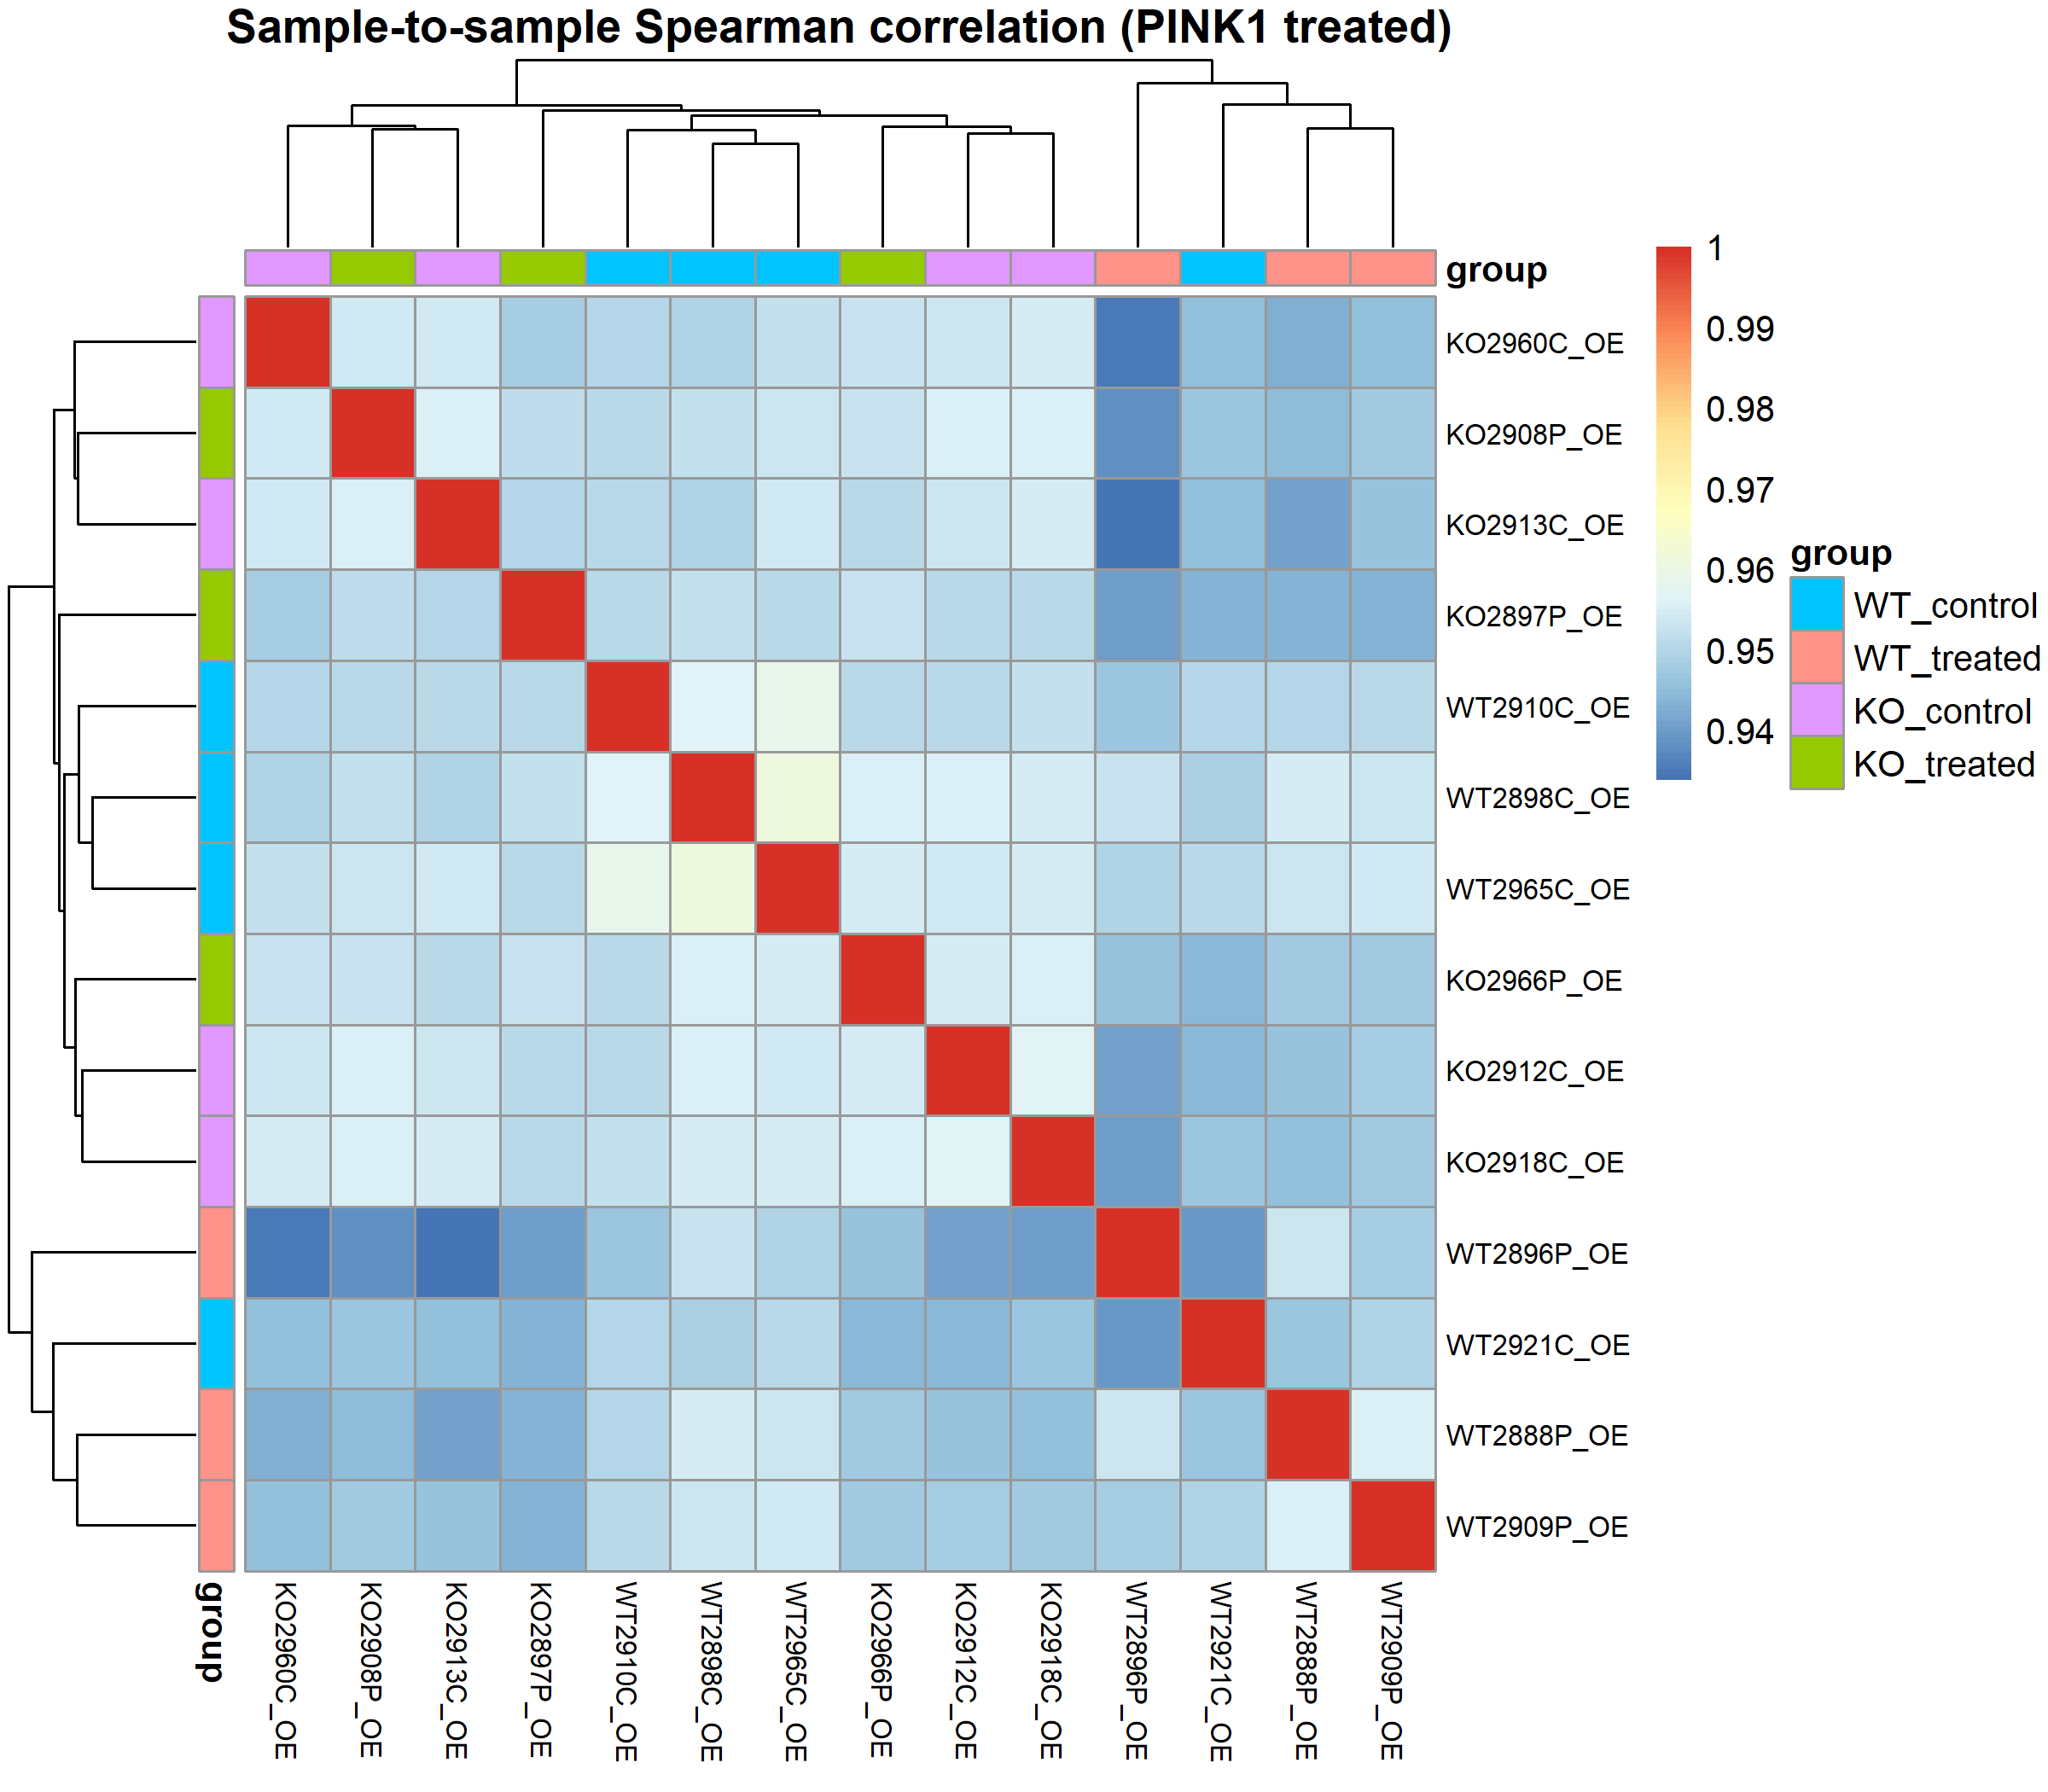 Sample-to-sample Spearman correlation (PINK1 treated)
group
KO2960C_OE
KO2908P_OE
KO2913C_OE
KO2897P_OE
WT2910C_OE
WT2898C_OE
WT2965C_OE
KO2966P_OE
KO2912C_OE
KO2918C_OE
WT2896P_OE
WT2921C_OE
WT2888P_OE
WT2909P_OE
1
0.99
0.98
0.97
0.96
0.95
0.94
group
WT_control
WT_treated
KO_control
KO_treated
group
KO2960C_OE
KO2908P_OE
KO2913C_OE
KO2897P_OE
WT2910C_OE
WT2898C_OE
WT2965C_OE
KO2966P_OE
KO2912C_OE
KO2918C_OE
WT2896P_OE
WT2921C_OE
WT2888P_OE
WT2909P_OE